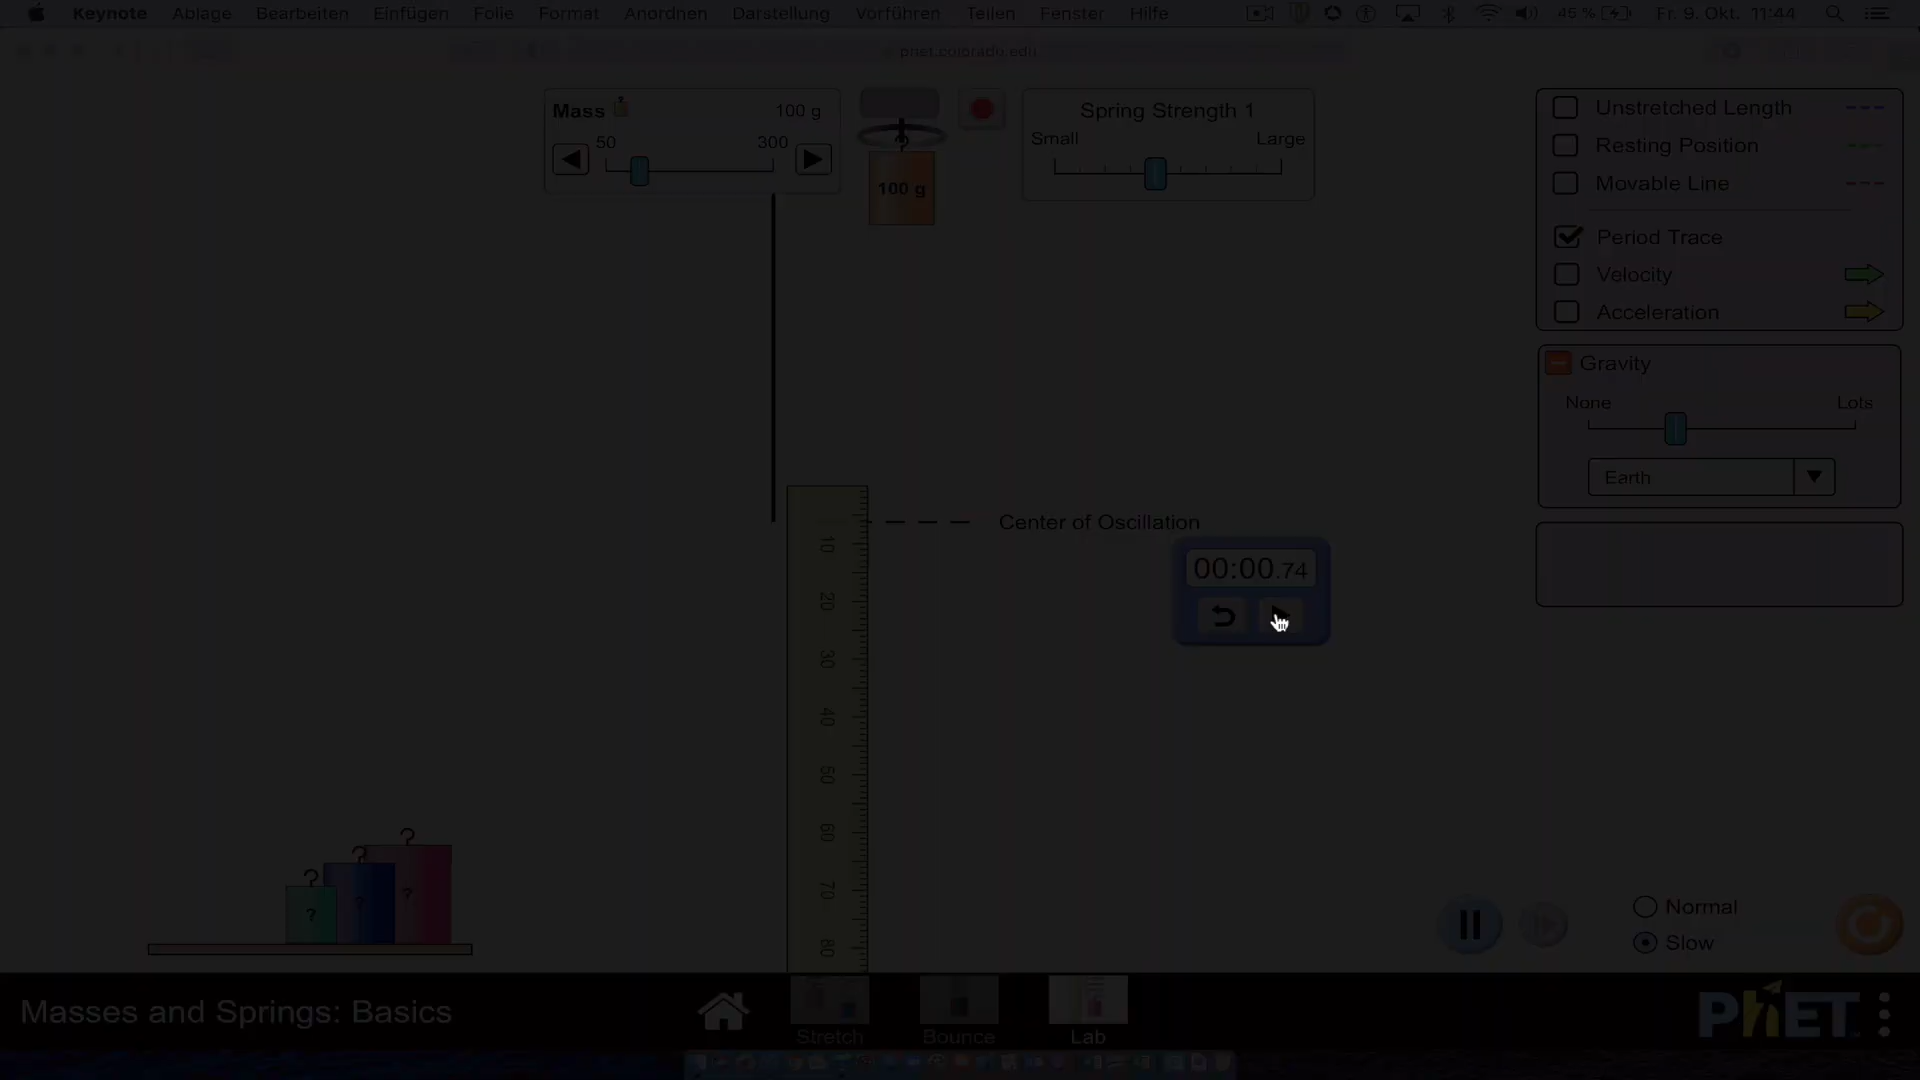 Keynote Ablage Bearbeiten Einfügen Folie Format Anordnen Darstellung Vorführen Teilen Fenster Hilfe 45 % Fr. 9. Okt. 11:44
phet.colorado.edu
Mass 100 g
50 300
100 g
Spring Strength 1
Small Large
Unstretched Length
Resting Position
Movable Line
Period Trace
Velocity
Acceleration
Gravity
None Lots
Earth
Center of Oscillation
00:00.74
10
20
30
40
50
60
70
80
?
?
?
Normal
Slow
Masses and Springs: Basics
Stretch
Bounce
Lab
PhET